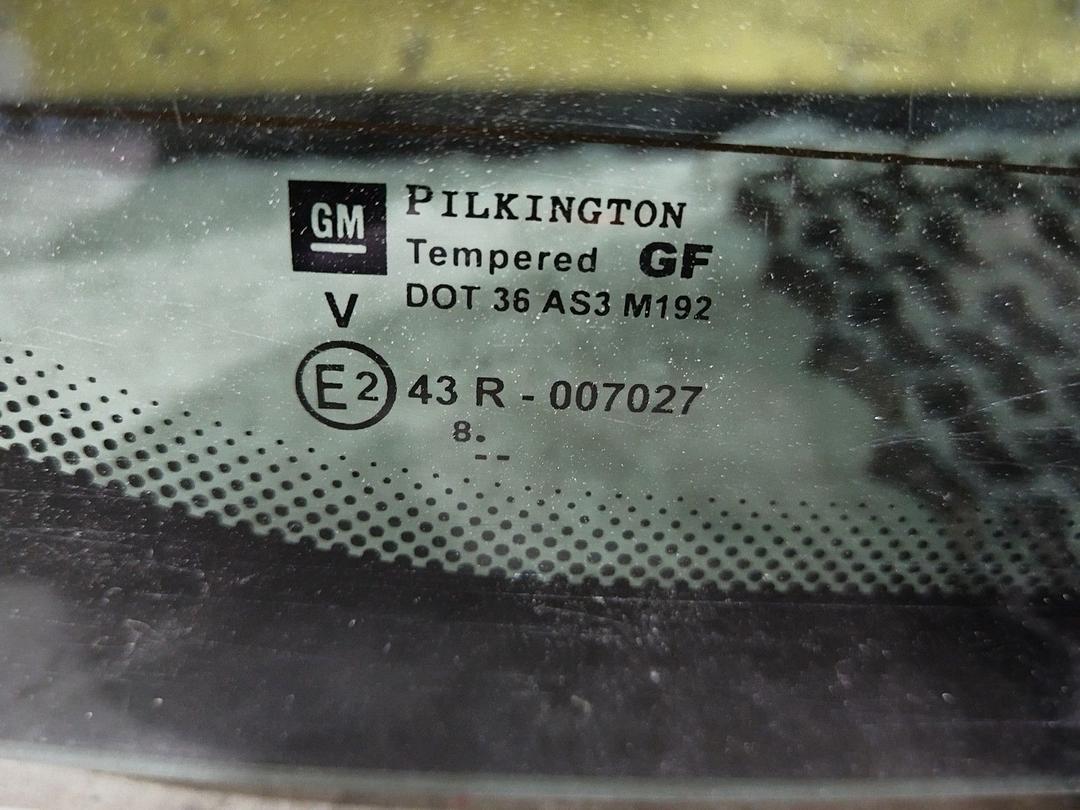 GM PILKINGTON
Tempered GF
V DOT 36 AS3 M192
E2 43 R - 007027
8.
--